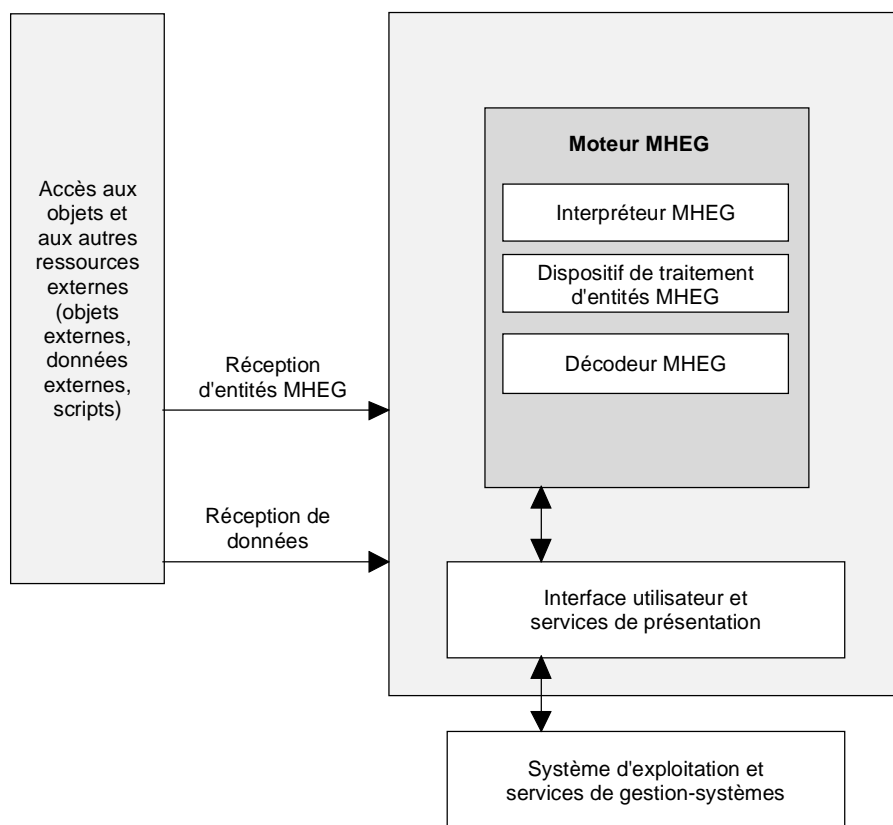 Accès aux
objets et
aux autres
ressources
externes
(objets
externes,
données
externes,
scripts)
Réception
d'entités MHEG
Réception de
données
Moteur MHEG
Interpréteur MHEG
Dispositif de traitement
d'entités MHEG
Décodeur MHEG
Interface utilisateur et
services de présentation
Système d'exploitation et
services de gestion-systèmes